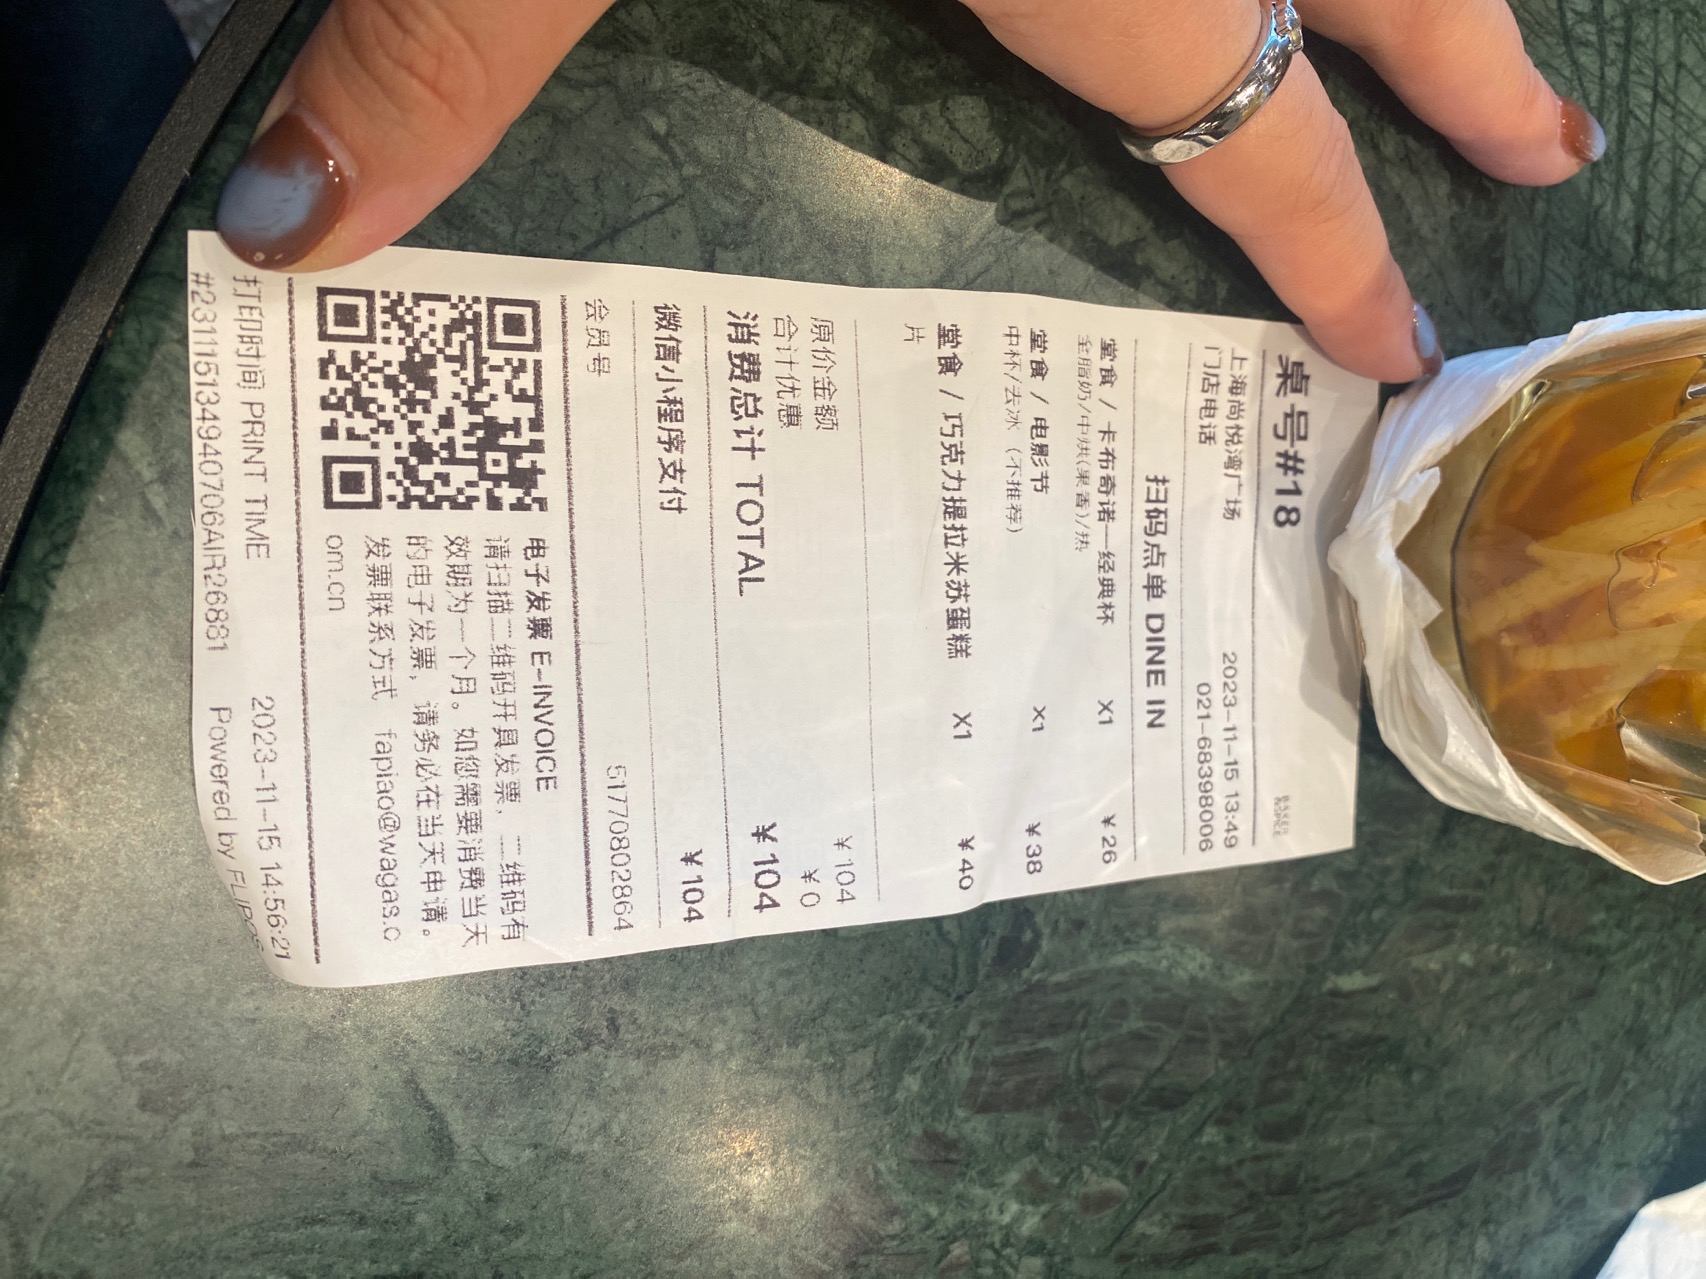 桌号#18
BAKER
&SPICE
上海尚悦湾广场 2023-11-15 13:49
门店电话 021-68398006
扫码点单 DINE IN
堂食 / 卡布奇诺—经典杯 X1 ¥26
全脂奶/中烘(果香)/热
堂食 / 电影节 X1 ¥38
中杯/去冰（不推荐）
堂食 / 巧克力提拉米苏蛋糕 X1 ¥40
片
原价金额 ¥104
合计优惠 ¥0
消费总计 TOTAL ¥104
微信小程序支付 ¥104
会员号 5177080286​4
电子发票 E-INVOICE
请扫描二维码开具发票，二维码有
效期为一个月。如您需要消费当天
的电子发票，请务必在当天申请。
发票联系方式 fapiao@wagas.c
om.cn
打印时间 PRINT TIME 2023-11-15 14:56:21
#23111513494070​6AIR26881 Powered by FLIPOS